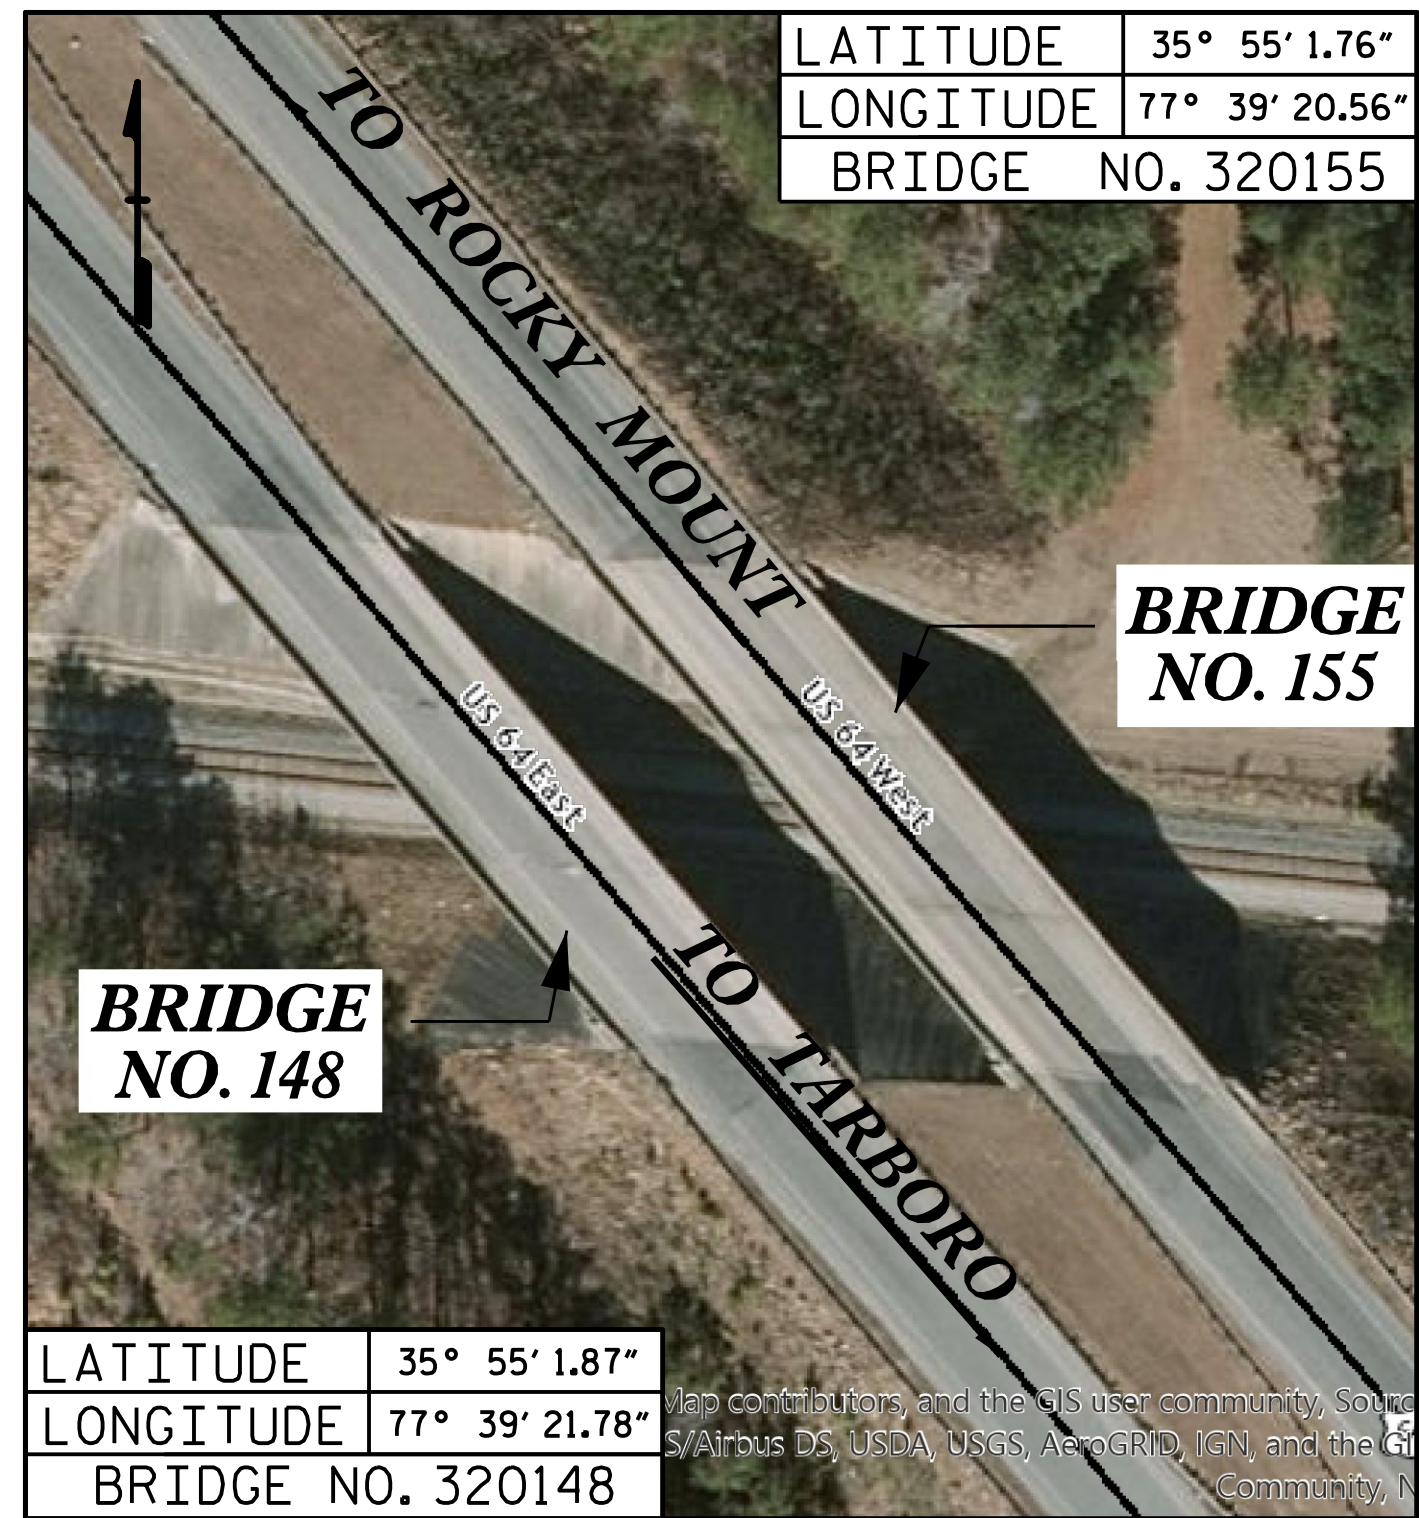 LATITUDE 35° 55′ 1.76″
LONGITUDE 77° 39′ 20.56″
BRIDGE NO. 320155
TO ROCKY MOUNT
BRIDGE
NO. 155
US 64 East
US 64 West
BRIDGE
NO. 148
TO TARBORO
LATITUDE 35° 55′ 1.87″
LONGITUDE 77° 39′ 21.78″
BRIDGE NO. 320148
Map contributors, and the GIS user community, Sourc
S/Airbus DS, USDA, USGS, AeroGRID, IGN, and the GI
Community,